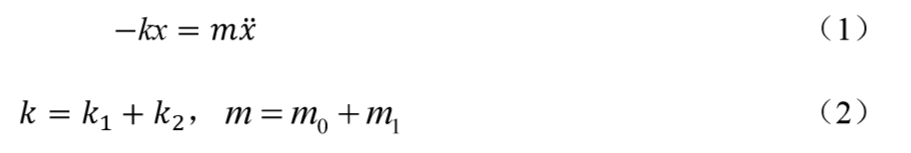 −kx = mẍ （1）
k = k₁ + k₂， m = m₀ + m₁ （2）